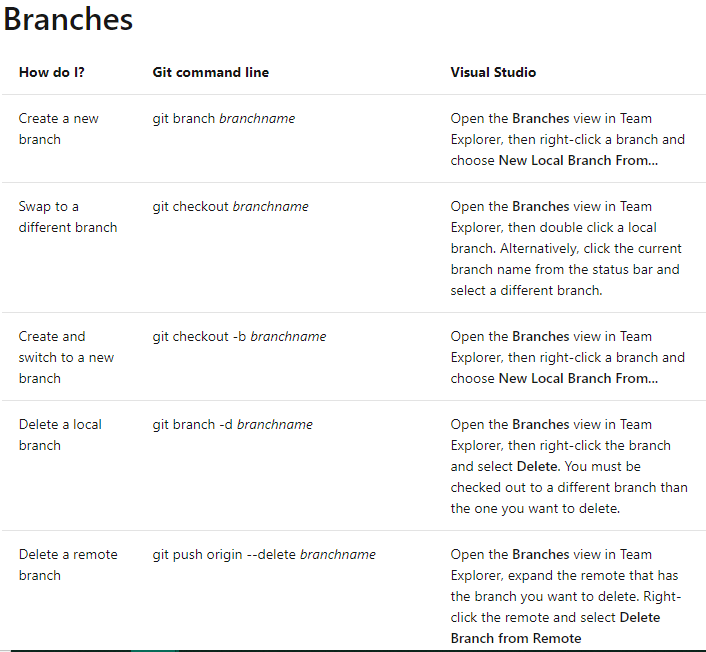 Branches
How do I?
Git command line
Visual Studio
Create a new
branch
git branch branchname
Open the Branches view in Team
Explorer, then right-click a branch and
choose New Local Branch From...
Swap to a
different branch
git checkout branchname
Open the Branches view in Team
Explorer, then double click a local
branch. Alternatively, click the current
branch name from the status bar and
select a different branch.
Create and
switch to a new
branch
git checkout -b branchname
Open the Branches view in Team
Explorer, then right-click a branch and
choose New Local Branch From...
Delete a local
branch
git branch -d branchname
Open the Branches view in Team
Explorer, then right-click the branch
and select Delete. You must be
checked out to a different branch than
the one you want to delete.
Delete a remote
branch
git push origin --delete branchname
Open the Branches view in Team
Explorer, expand the remote that has
the branch you want to delete. Right-
click the remote and select Delete
Branch from Remote